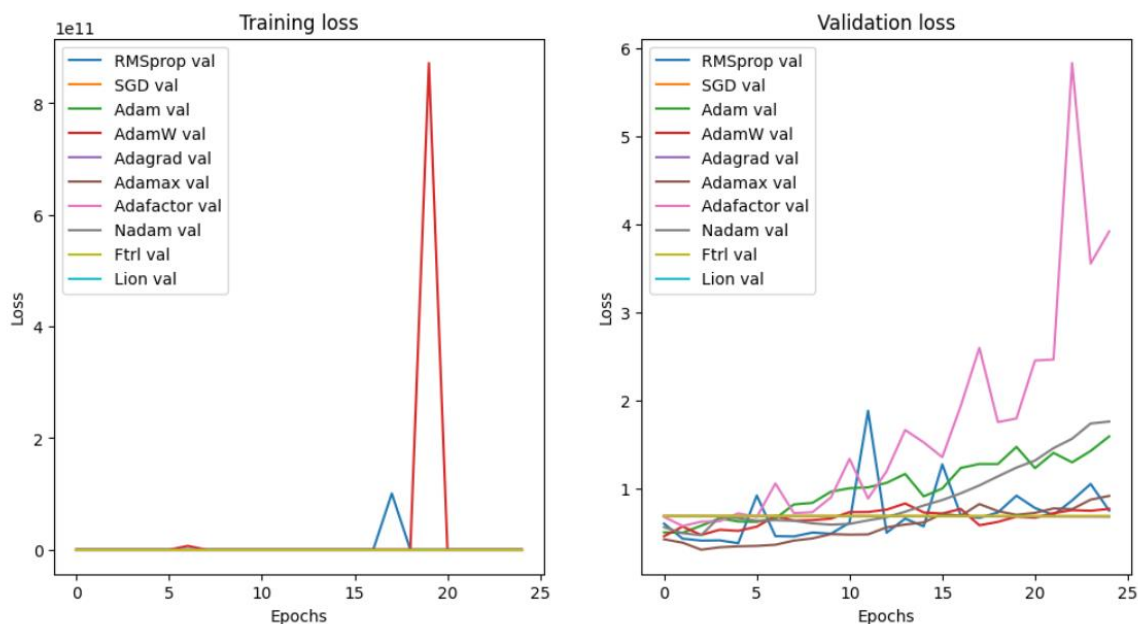 Training loss
1e11
RMSprop val
SGD val
Adam val
AdamW val
Adagrad val
Adamax val
Adafactor val
Nadam val
Ftrl val
Lion val
8
6
4
2
0
Loss
0
5
10
15
20
25
Epochs
Validation loss
RMSprop val
SGD val
Adam val
AdamW val
Adagrad val
Adamax val
Adafactor val
Nadam val
Ftrl val
Lion val
6
5
4
3
2
1
Loss
0
5
10
15
20
25
Epochs